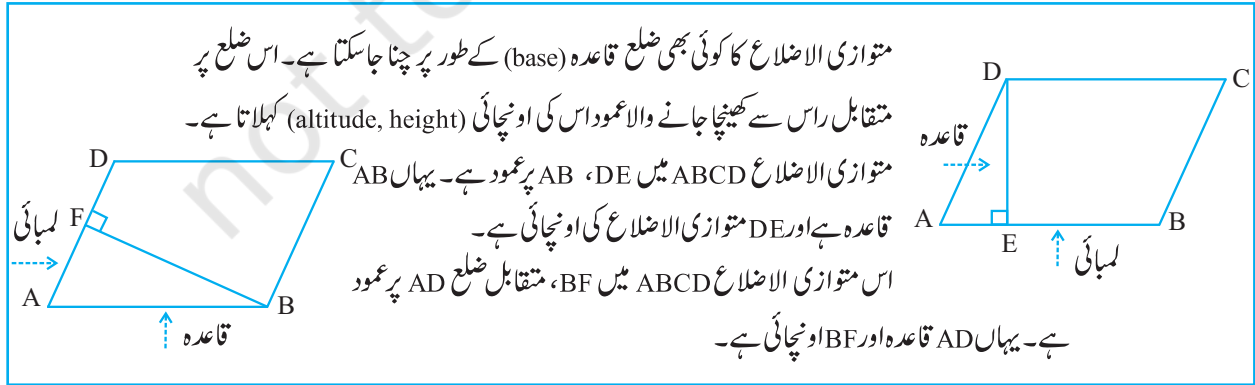 متوازی الاضلاع کا کوئی بھی ضلع قاعدہ (base) کے طور پر چنا جاسکتا ہے۔ اس ضلع پر
متقابل راس سے کھینچا جانے والا عمود اس کی اونچائی (altitude, height) کہلاتا ہے۔
متوازی الاضلاع ABCD میں DE، AB پر عمود ہے۔ یہاں AB
قاعدہ ہے اور DE متوازی الاضلاع کی اونچائی ہے۔
اس متوازی الاضلاع ABCD میں BF، متقابل ضلع AD پر عمود
ہے۔ یہاں AD قاعدہ اور BF اونچائی ہے۔
D C
قاعدہ
A E B
لمبائی
D C
F
لمبائی
A B
قاعدہ
not t